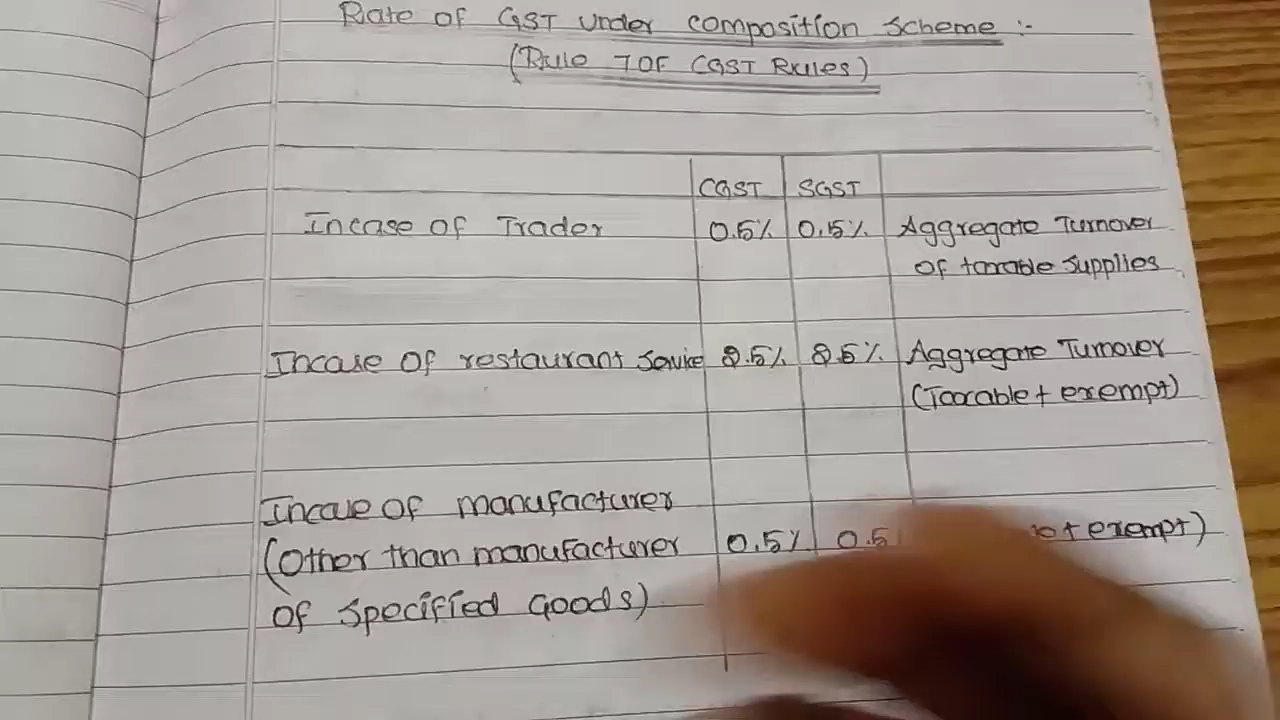 Rate of GST under composition Scheme :-
(Rule 7 OF CGST Rules)
CGST SGST
Incase of Trader 0.5% 0.5% Aggregate Turnover
of taxable supplies
Incase of restaurant Service 2.5% 2.5% Aggregate Turnover
(Taxable + exempt)
Incase of manufacturer
(Other than manufacturer 0.5% 0.5 + exempt)
of specified Goods)